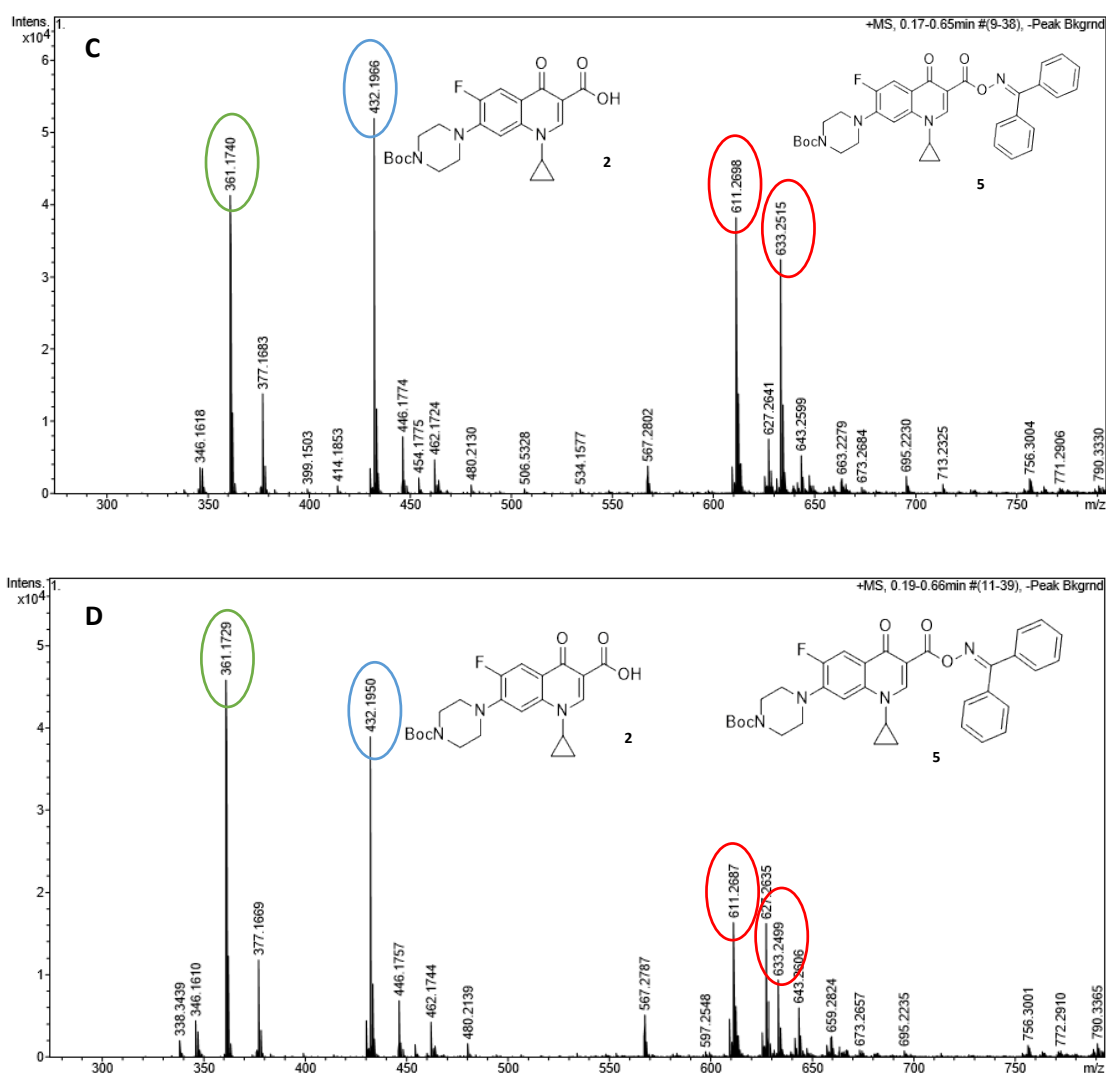 Intens. 1.
x10⁴
+MS, 0.17-0.65min #(9-38), -Peak Bkgrnd
C
6
5
4
3
2
1
0
346.1618
361.1740
377.1683
399.1503
414.1853
432.1966
446.1774
454.1775
462.1724
480.2130
506.5328
534.1577
567.2802
611.2698
627.2641
633.2515
643.2599
663.2279
673.2684
695.2230
713.2325
756.3004
771.2906
790.3330
F
O
O
OH
N
N
BocN
2
F
O
O
O
N
N
N
BocN
5
300
350
400
450
500
550
600
650
700
750
m/z
Intens. 1.
x10⁴
+MS, 0.19-0.66min #(11-39), -Peak Bkgrnd
D
5
4
3
2
1
0
338.3439
346.1610
361.1729
377.1669
432.1950
446.1757
462.1744
480.2139
567.2787
597.2548
611.2687
627.2635
633.2499
643.2606
659.2824
673.2657
695.2235
756.3001
772.2910
790.3365
F
O
O
OH
N
N
BocN
2
F
O
O
O
N
N
N
BocN
5
300
350
400
450
500
550
600
650
700
750
m/z